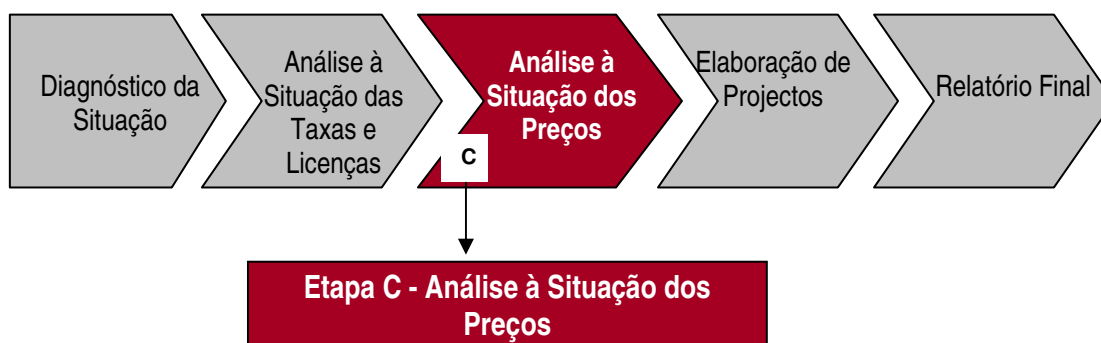 Diagnóstico da
Situação
Análise à
Situação das
Taxas e
Licenças
Análise à
Situação dos
Preços
C
Elaboração de
Projectos
Relatório Final
Etapa C - Análise à Situação dos
Preços